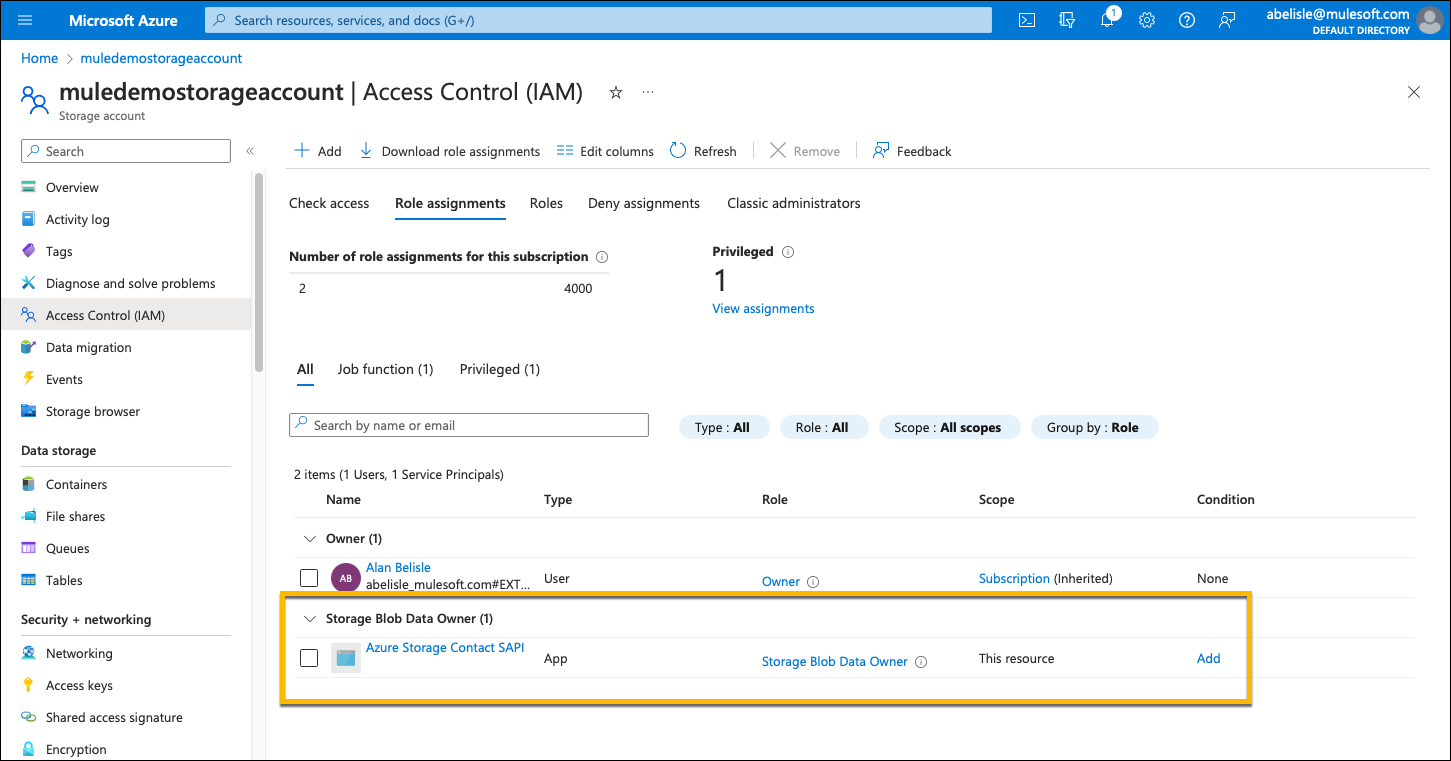 Microsoft Azure
Search resources, services, and docs (G+/)
1
abelisle@mulesoft.com
DEFAULT DIRECTORY
Home > muledemostorageaccount
muledemostorageaccount | Access Control (IAM)
Storage account
Search
Add
Download role assignments
Edit columns
Refresh
Remove
Feedback
Overview
Activity log
Tags
Diagnose and solve problems
Access Control (IAM)
Data migration
Events
Storage browser
Data storage
Containers
File shares
Queues
Tables
Security + networking
Networking
Access keys
Shared access signature
Encryption
Check access Role assignments Roles Deny assignments Classic administrators
Number of role assignments for this subscription
2 4000
Privileged
1
View assignments
All Job function (1) Privileged (1)
Search by name or email
Type : All
Role : All
Scope : All scopes
Group by : Role
2 items (1 Users, 1 Service Principals)
Name Type Role Scope Condition
Owner (1)
AB
Alan Belisle
abelisle_mulesoft.com#EXT...
User Owner Subscription (Inherited) None
Storage Blob Data Owner (1)
Azure Storage Contact SAPI
App Storage Blob Data Owner This resource Add